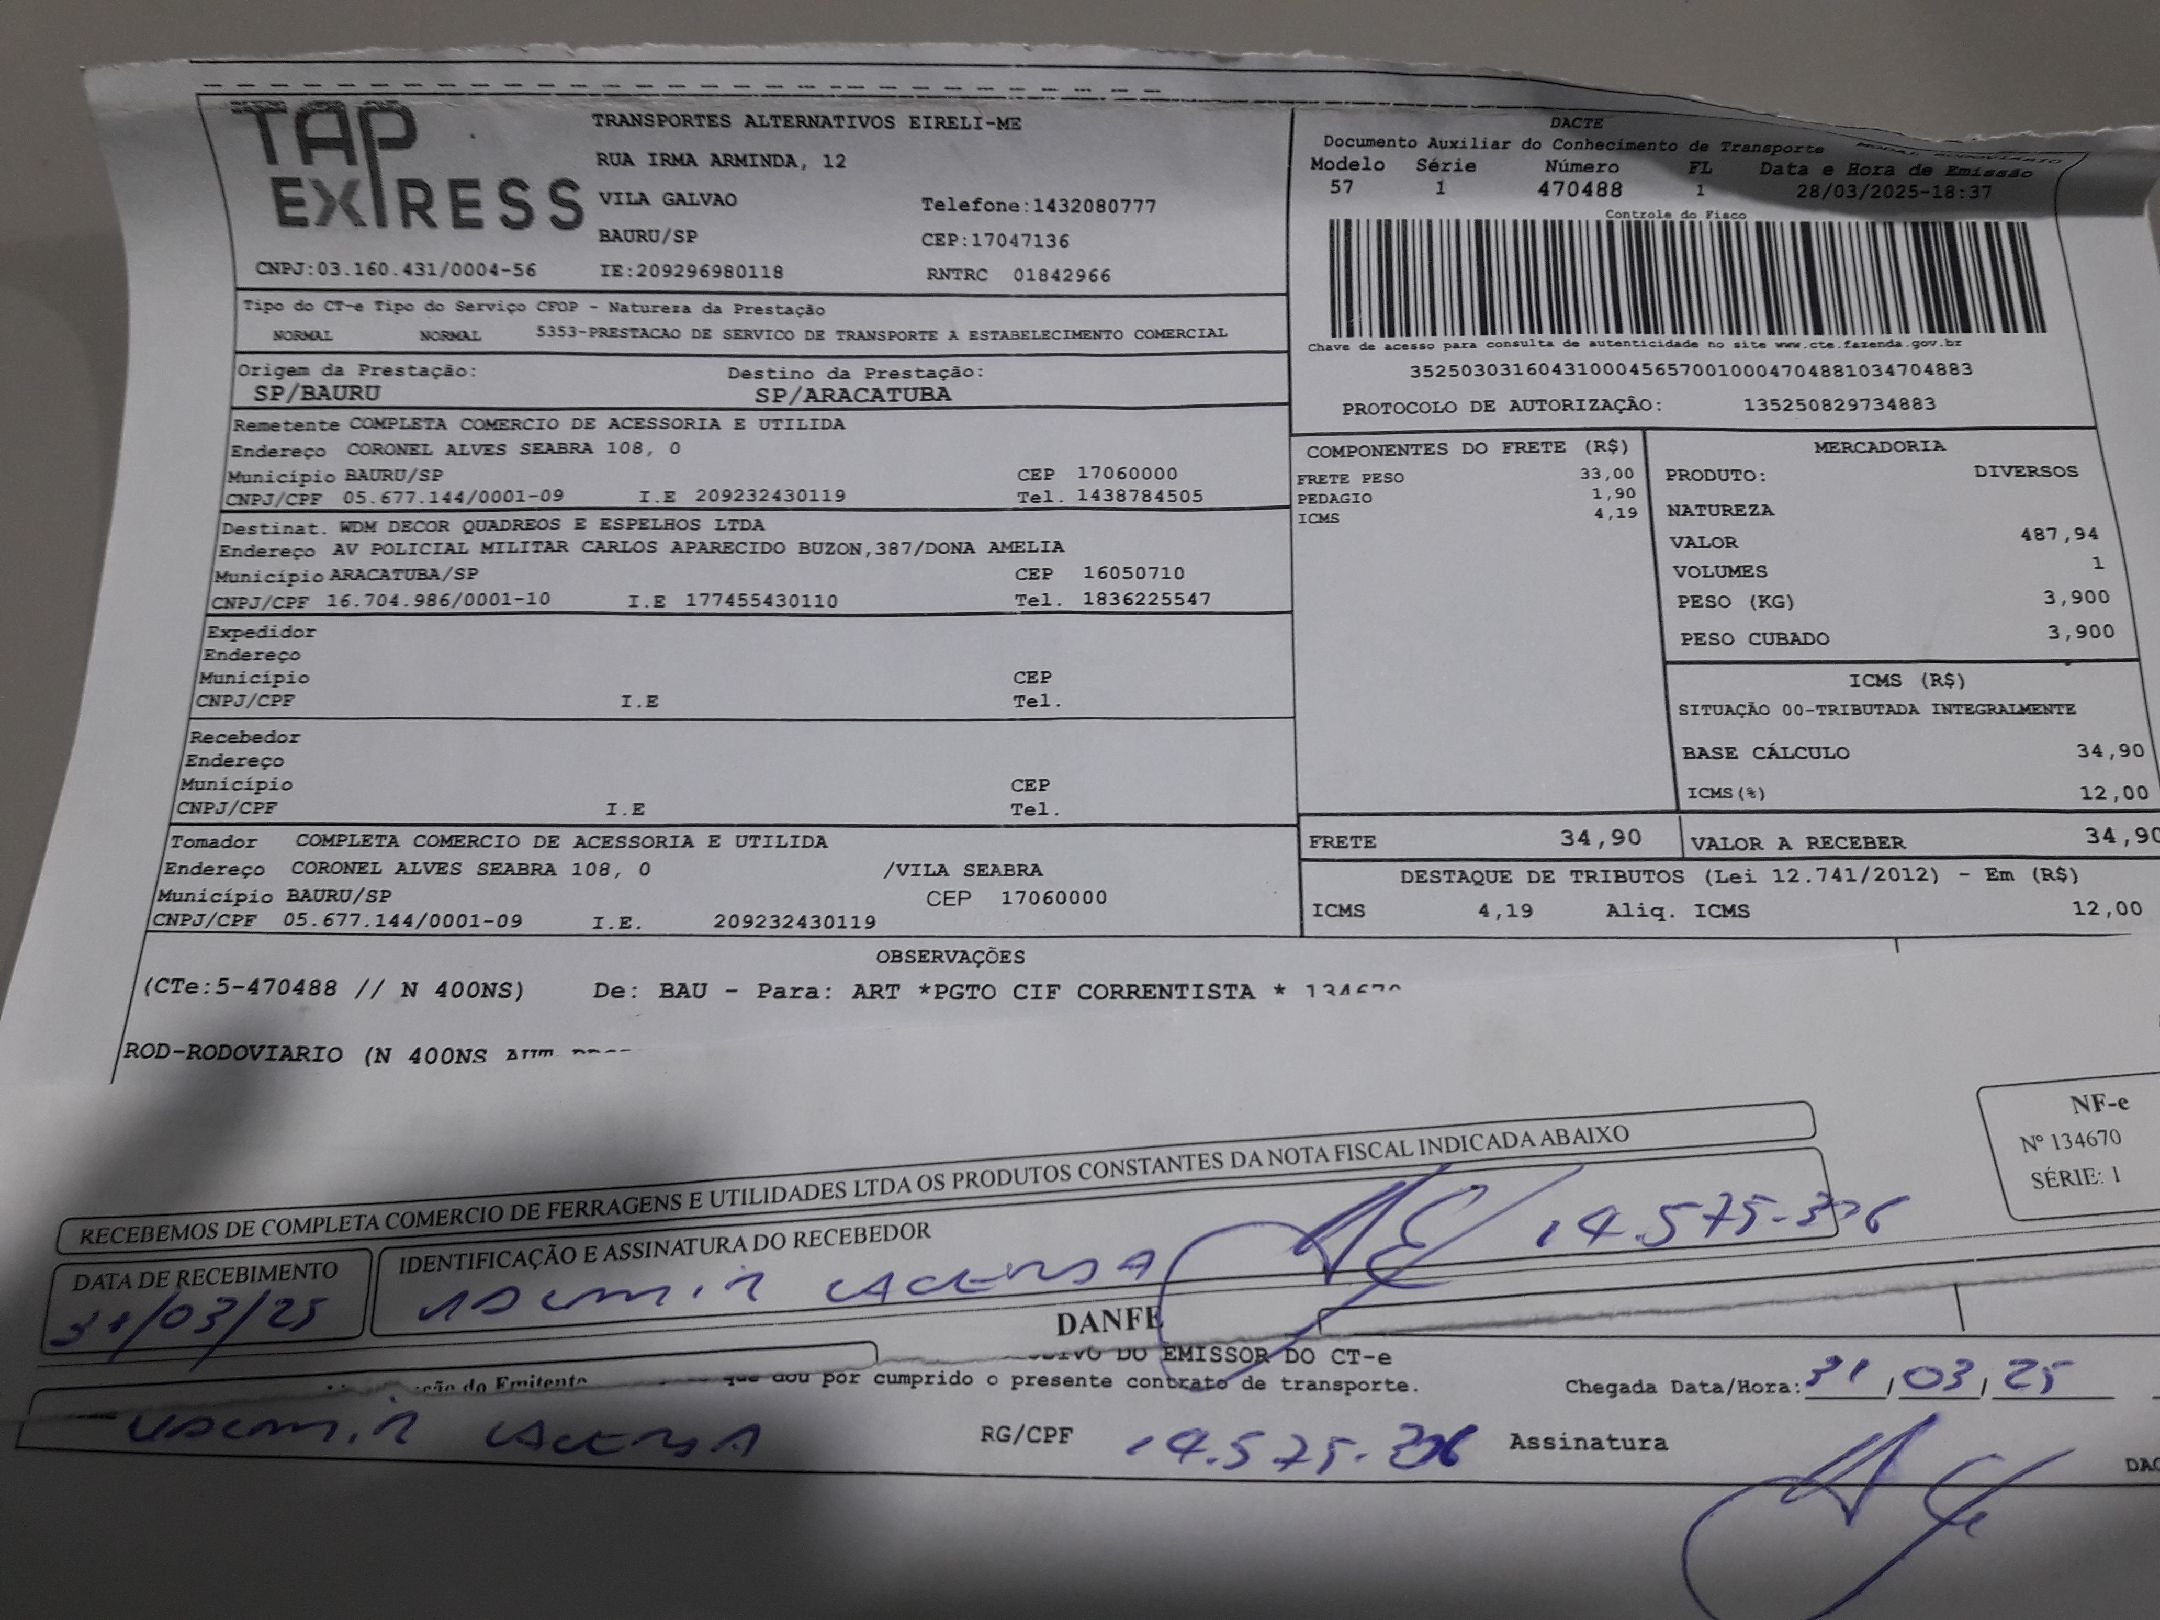 TAP EXPRESS
TRANSPORTES ALTERNATIVOS EIRELI-ME
RUA IRMA ARMINDA, 12
VILA GALVAO Telefone:1432080777
BAURU/SP CEP:17047136
CNPJ:03.160.431/0004-56 IE:209296980118 RNTRC 01842966
DACTE
Documento Auxiliar do Conhecimento de Transporte
MODAL RODOVIARIO
Modelo Série Número FL Data e Hora de Emissão
57 1 470488 1 28/03/2025-18:37
Controle do Fisco
Chave de acesso para consulta de autenticidade no site www.cte.fazenda.gov.br
35250303160431000456570010004704881034704883
PROTOCOLO DE AUTORIZAÇÂO: 135250829734883
Tipo do CT-e Tipo do Serviço CFOP - Natureza da Prestação
NORMAL NORMAL 5353-PRESTACAO DE SERVICO DE TRANSPORTE A ESTABELECIMENTO COMERCIAL
Origem da Prestação: Destino da Prestação:
SP/BAURU SP/ARACATUBA
Remetente COMPLETA COMERCIO DE ACESSORIA E UTILIDA
Endereço CORONEL ALVES SEABRA 108, 0
Município BAURU/SP CEP 17060000
CNPJ/CPF 05.677.144/0001-09 I.E 209232430119 Tel. 1438784505
Destinat. WDM DECOR QUADREOS E ESPELHOS LTDA
Endereço AV POLICIAL MILITAR CARLOS APARECIDO BUZON,387/DONA AMELIA
Município ARACATUBA/SP CEP 16050710
CNPJ/CPF 16.704.986/0001-10 I.E 177455430110 Tel. 1836225547
Expedidor
Endereço
Município CEP
CNPJ/CPF I.E Tel.
Recebedor
Endereço
Município CEP
CNPJ/CPF I.E Tel.
Tomador COMPLETA COMERCIO DE ACESSORIA E UTILIDA
Endereço CORONEL ALVES SEABRA 108, 0 /VILA SEABRA
Município BAURU/SP CEP 17060000
CNPJ/CPF 05.677.144/0001-09 I.E. 209232430119
COMPONENTES DO FRETE (R$)
FRETE PESO 33,00
PEDAGIO 1,90
ICMS 4,19
MERCADORIA
PRODUTO: DIVERSOS
NATUREZA
VALOR 487,94
VOLUMES 1
PESO (KG) 3,900
PESO CUBADO 3,900
ICMS (R$)
SITUAÇÃO 00-TRIBUTADA INTEGRALMENTE
BASE CÁLCULO 34,90
ICMS(%) 12,00
FRETE 34,90 VALOR A RECEBER 34,90
DESTAQUE DE TRIBUTOS (Lei 12.741/2012) - Em (R$)
ICMS 4,19 Aliq. ICMS 12,00
OBSERVAÇÕES
(CTe:5-470488 // N 400NS) De: BAU - Para: ART *PGTO CIF CORRENTISTA * 134670
ROD-RODOVIARIO (N 400NS
NF-e
Nº 134670
SÉRIE: 1
RECEBEMOS DE COMPLETA COMERCIO DE FERRAGENS E UTILIDADES LTDA OS PRODUTOS CONSTANTES DA NOTA FISCAL INDICADA ABAIXO
DATA DE RECEBIMENTO IDENTIFICAÇÃO E ASSINATURA DO RECEBEDOR
31/03/25 VADEMIR LACERDA 14.575.326
DANFE
DO EMISSOR DO CT-e
que dou por cumprido o presente contrato de transporte. Chegada Data/Hora: 31/03/25
do Emitente
VADEMIR LACERDA RG/CPF 14.575.326 Assinatura